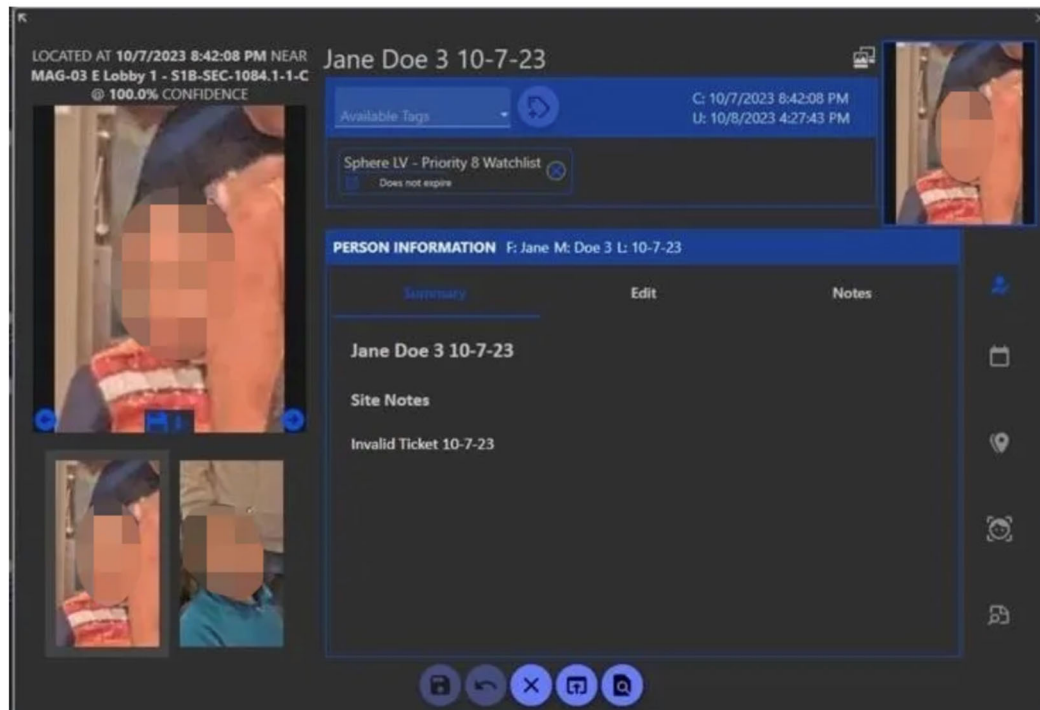 LOCATED AT 10/7/2023 8:42:08 PM NEAR
MAG-03 E Lobby 1 - S1B-SEC-1084.1-1-C
@ 100.0% CONFIDENCE
Jane Doe 3 10-7-23
Available Tags
C: 10/7/2023 8:42:08 PM
U: 10/8/2023 4:27:43 PM
Sphere LV - Priority 8 Watchlist
Does not expire
PERSON INFORMATION F: Jane M: Doe 3 L: 10-7-23
Summary Edit Notes
Jane Doe 3 10-7-23
Site Notes
Invalid Ticket 10-7-23